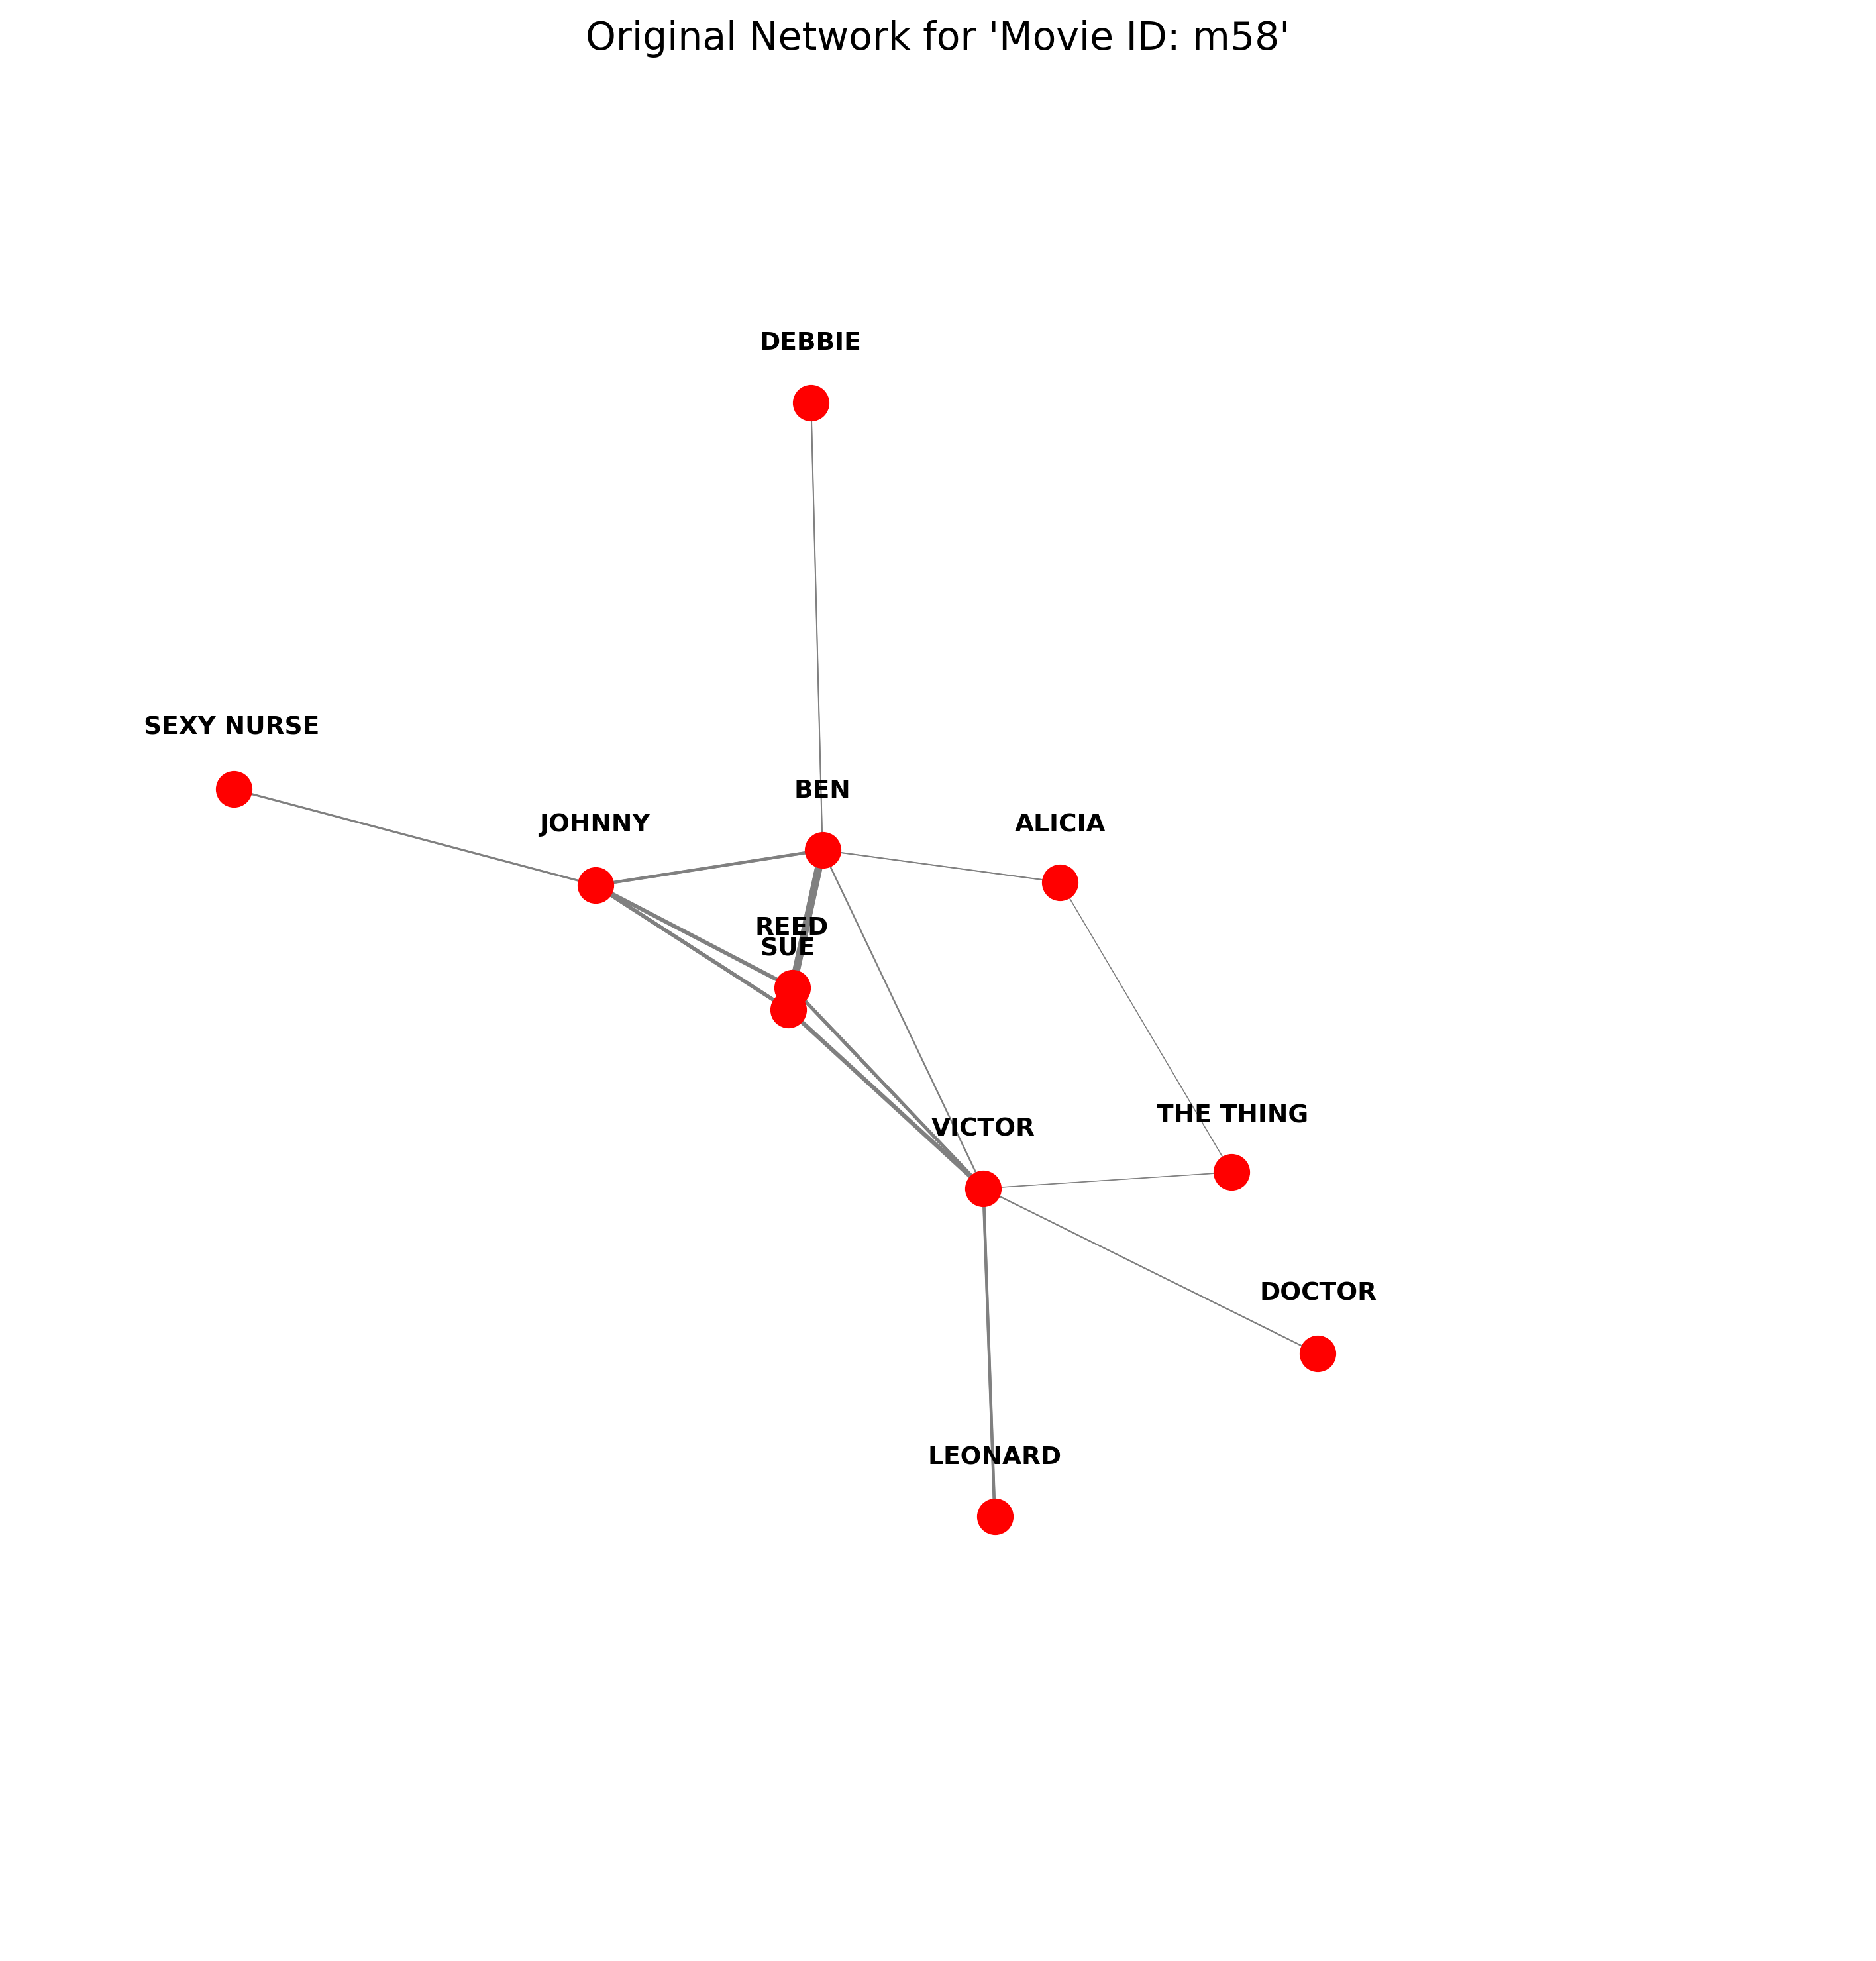 Original Network for 'Movie ID: m58'
DEBBIE
SEXY NURSE
BEN
JOHNNY
ALICIA
REED
SUE
THE THING
VICTOR
DOCTOR
LEONARD